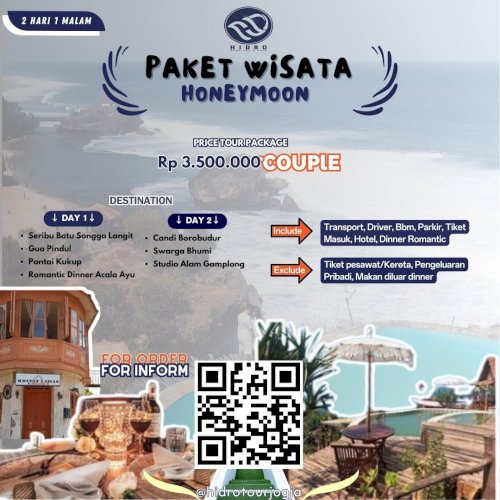 2 HARI 1 MALAM
HIDRO
PAKET WISATA
HONEYMOON
PRICE TOUR PACKAGE
Rp 3.500.000 COUPLE
DESTINATION
↓ DAY 1 ↓
• Seribu Batu Songgo Langit
• Gua Pindul
• Pantai Kukup
• Romantic Dinner Acala Ayu
↓ DAY 2 ↓
• Candi Borobudur
• Swarga Bhumi
• Studio Alam Gamplong
Include
Transport, Driver, Bbm, Parkir, Tiket
Masuk, Hotel, Dinner Romantic
Exclude
Tiket pesawat/Kereta, Pengeluaran
Pribadi, Makan diluar dinner
FOR ORDER
FOR INFORM
@hidrotourjogja